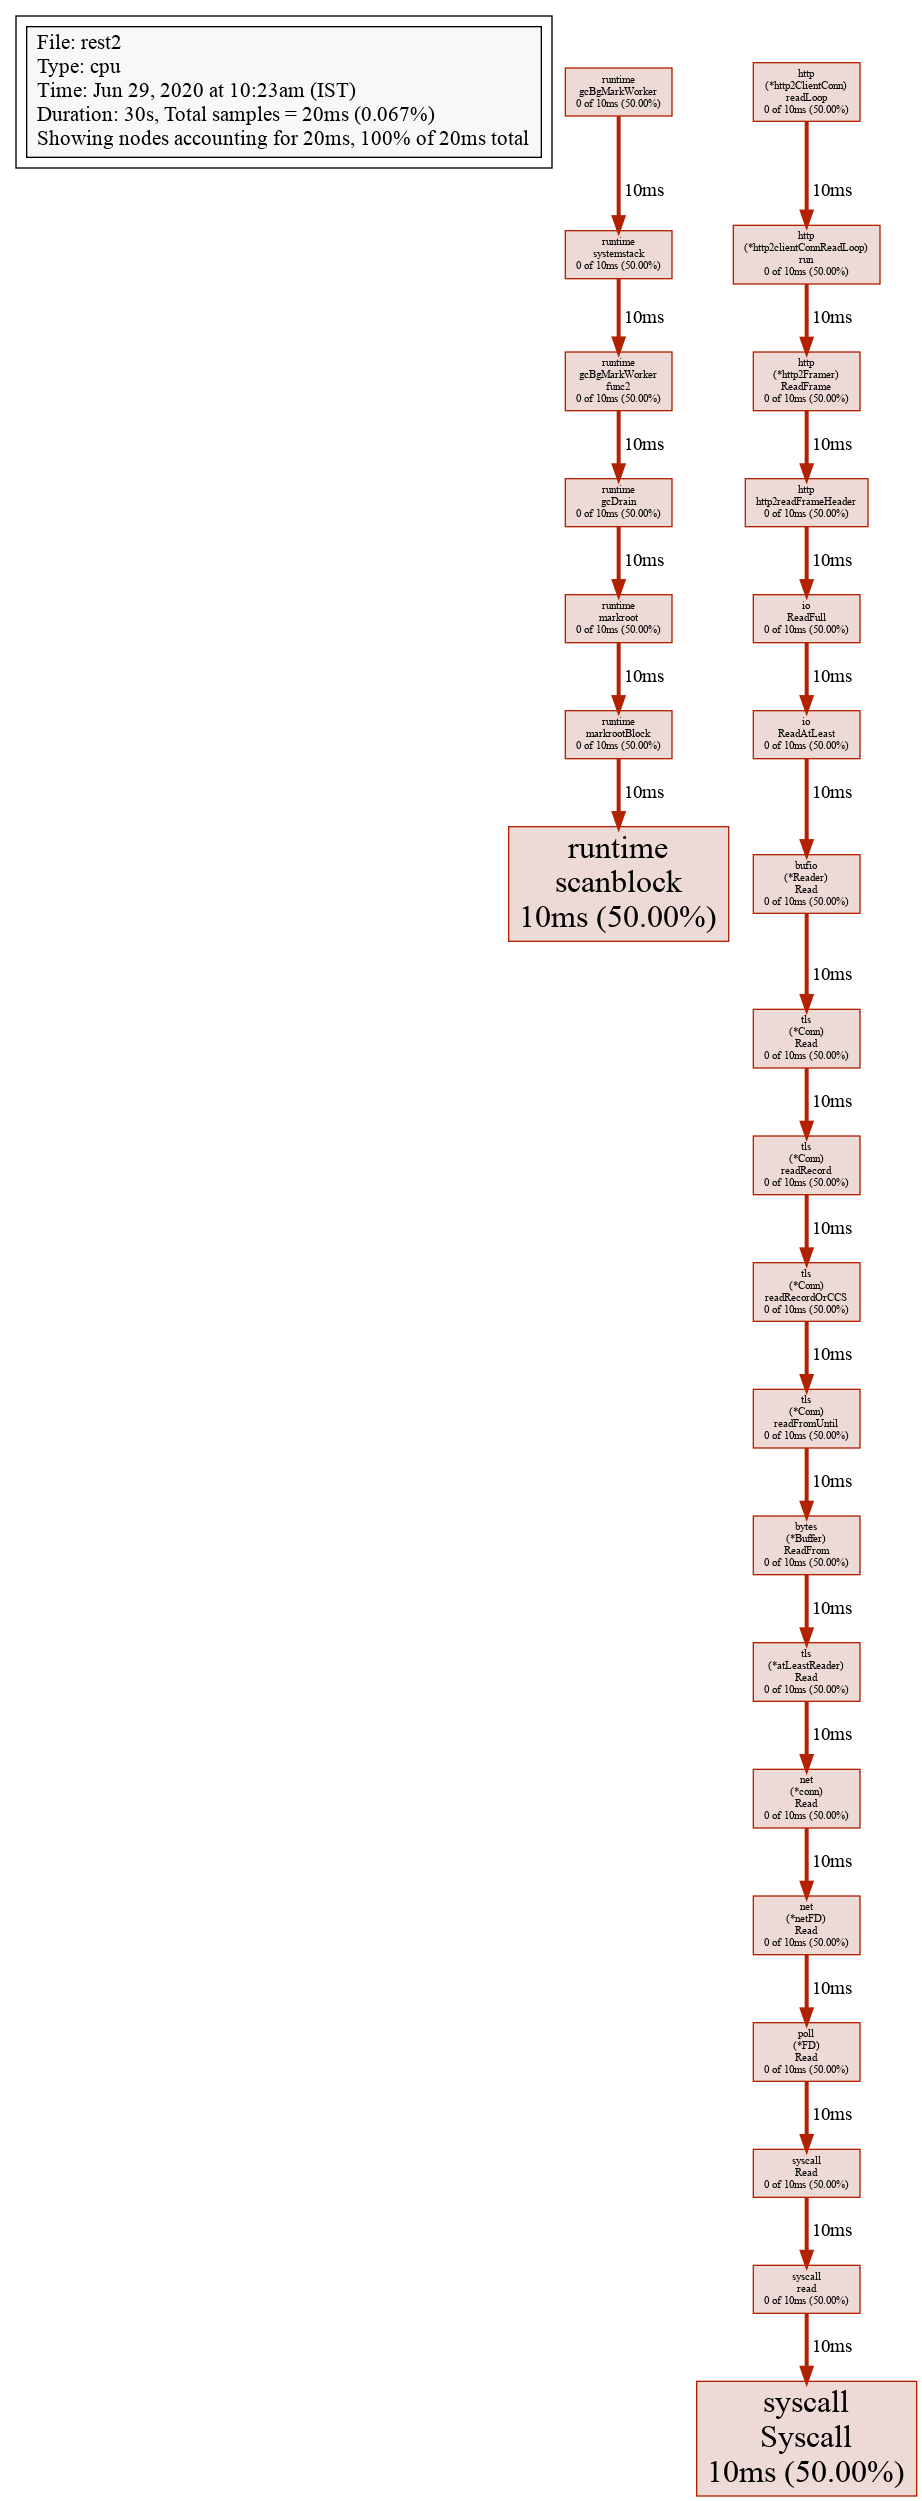 File: rest2
Type: cpu
Time: Jun 29, 2020 at 10:23am (IST)
Duration: 30s, Total samples = 20ms (0.067%)
Showing nodes accounting for 20ms, 100% of 20ms total
runtime
gcBgMarkWorker
0 of 10ms (50.00%)
10ms
runtime
systemstack
0 of 10ms (50.00%)
10ms
runtime
gcBgMarkWorker
func2
0 of 10ms (50.00%)
10ms
runtime
gcDrain
0 of 10ms (50.00%)
10ms
runtime
markroot
0 of 10ms (50.00%)
10ms
runtime
markrootBlock
0 of 10ms (50.00%)
10ms
runtime
scanblock
10ms (50.00%)
http
(*http2ClientConn)
readLoop
0 of 10ms (50.00%)
10ms
http
(*http2clientConnReadLoop)
run
0 of 10ms (50.00%)
10ms
http
(*http2Framer)
ReadFrame
0 of 10ms (50.00%)
10ms
http
http2readFrameHeader
0 of 10ms (50.00%)
10ms
io
ReadFull
0 of 10ms (50.00%)
10ms
io
ReadAtLeast
0 of 10ms (50.00%)
10ms
bufio
(*Reader)
Read
0 of 10ms (50.00%)
10ms
tls
(*Conn)
Read
0 of 10ms (50.00%)
10ms
tls
(*Conn)
readRecord
0 of 10ms (50.00%)
10ms
tls
(*Conn)
readRecordOrCCS
0 of 10ms (50.00%)
10ms
tls
(*Conn)
readFromUntil
0 of 10ms (50.00%)
10ms
bytes
(*Buffer)
ReadFrom
0 of 10ms (50.00%)
10ms
tls
(*atLeastReader)
Read
0 of 10ms (50.00%)
10ms
net
(*conn)
Read
0 of 10ms (50.00%)
10ms
net
(*netFD)
Read
0 of 10ms (50.00%)
10ms
poll
(*FD)
Read
0 of 10ms (50.00%)
10ms
syscall
Read
0 of 10ms (50.00%)
10ms
syscall
read
0 of 10ms (50.00%)
10ms
syscall
Syscall
10ms (50.00%)